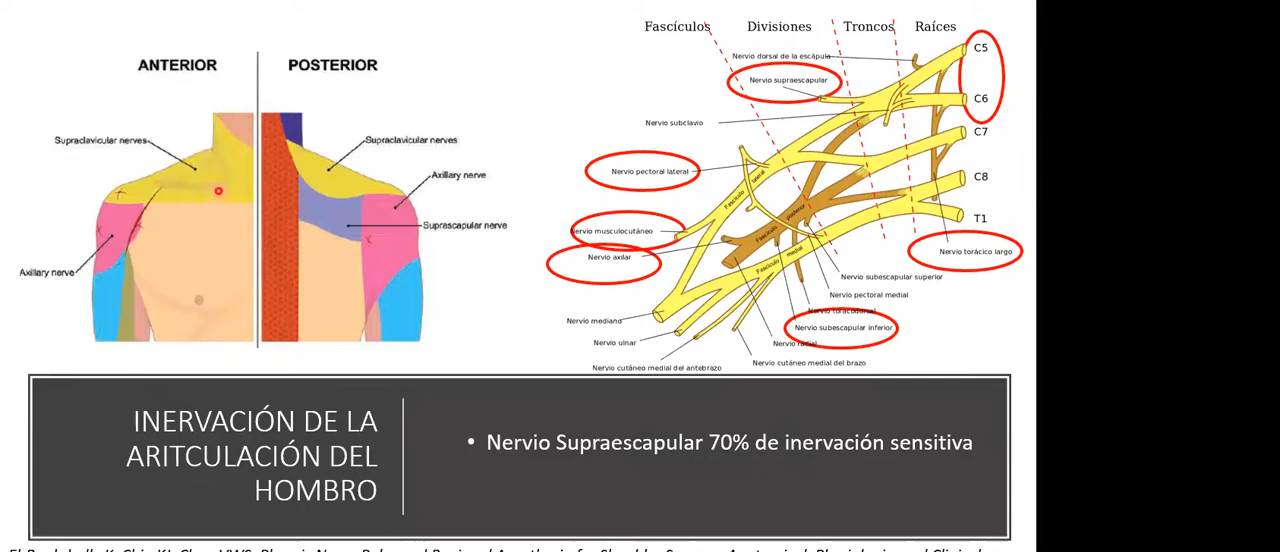 ANTERIOR
POSTERIOR
Supraclavicular nerves
Supraclavicular nerves
Axillary nerve
Suprascapular nerve
Axillary nerve
Fascículos
Divisiones
Troncos
Raíces
C5
Nervio dorsal de la escápula
Nervio supraescapular
C6
Nervio subclavio
C7
Nervio pectoral lateral
C8
Fascículo lateral
Fascículo posterior
T1
Nervio musculocutáneo
Nervio axilar
Nervio torácico largo
Fascículo medial
Nervio subescapular superior
Nervio pectoral medial
Nervio toracodorsal
Nervio mediano
Nervio subescapular inferior
Nervio ulnar
Nervio radial
Nervio cutáneo medial del brazo
Nervio cutáneo medial del antebrazo
INERVACIÓN DE LA
ARITCULACIÓN DEL
HOMBRO
• Nervio Supraescapular 70% de inervación sensitiva